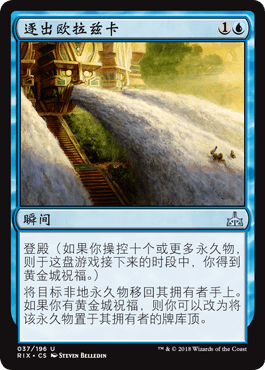 逐出欧拉兹卡 1
瞬间
登殿（如果你操控十个或更多永久物，
则于这盘游戏接下来的时段中，你得到
黄金城祝福。）
将目标非地永久物移回其拥有者手上。
如果你有黄金城祝福，则你可以改为将
该永久物置于其拥有者的牌库顶。
037/196 U
RIX • CS Steven Belledin
™ & © 2018 Wizards of the Coast